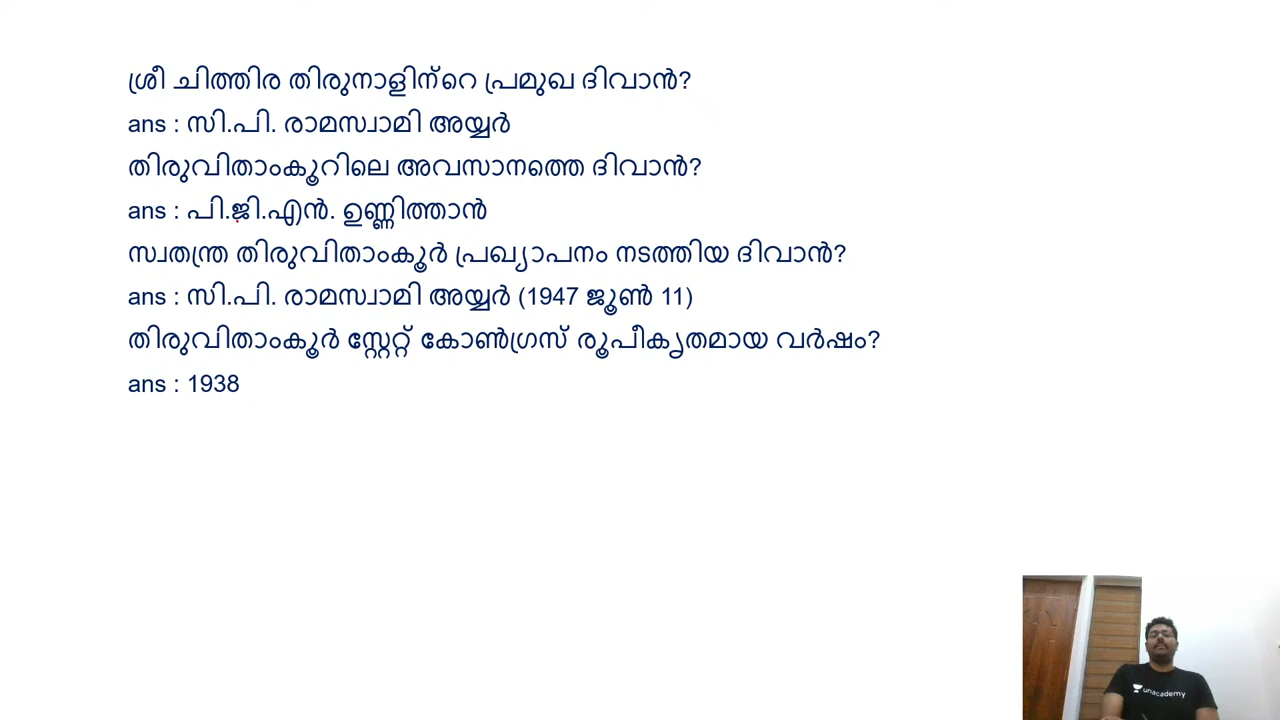 ശ്രീ ചിത്തിര തിരുനാളിന്റെ പ്രമുഖ ദിവാൻ?
ans : സി.പി. രാമസ്വാമി അയ്യർ
തിരുവിതാംകൂറിലെ അവസാനത്തെ ദിവാൻ?
ans : പി.ജി.എൻ. ഉണ്ണിത്താൻ
സ്വതന്ത്ര തിരുവിതാംകൂർ പ്രഖ്യാപനം നടത്തിയ ദിവാൻ?
ans : സി.പി. രാമസ്വാമി അയ്യർ (1947 ജൂൺ 11)
തിരുവിതാംകൂർ സ്റ്റേറ്റ് കോൺഗ്രസ് രൂപീകൃതമായ വർഷം?
ans : 1938
unacademy